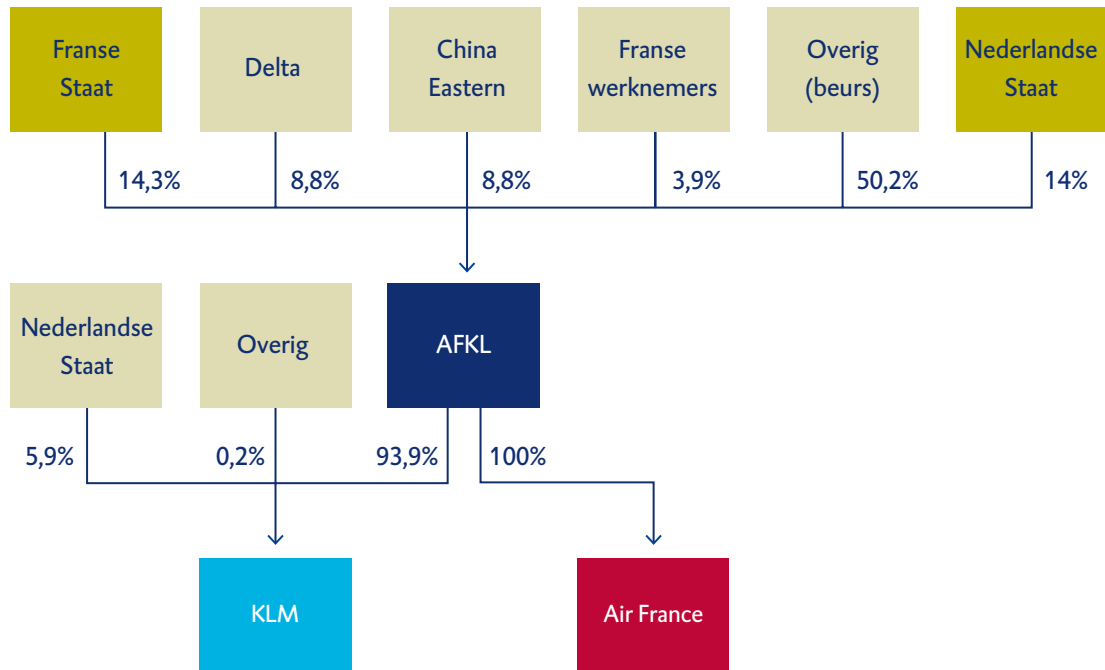 Franse
Staat
Delta
China
Eastern
Franse
werknemers
Overig
(beurs)
Nederlandse
Staat
14,3%
8,8%
8,8%
3,9%
50,2%
14%
Nederlandse
Staat
Overig
AFKL
5,9%
0,2%
93,9%
100%
KLM
Air France